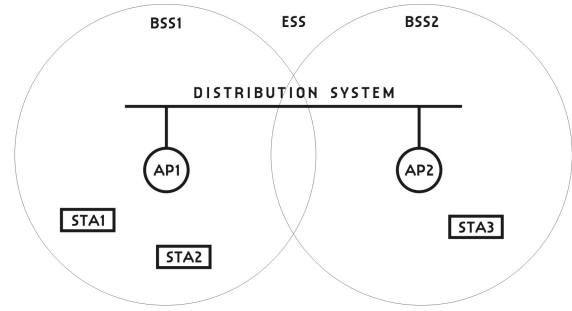 BSS1 ESS BSS2
DISTRIBUTION SYSTEM
AP1 AP2
STA1
STA2
STA3